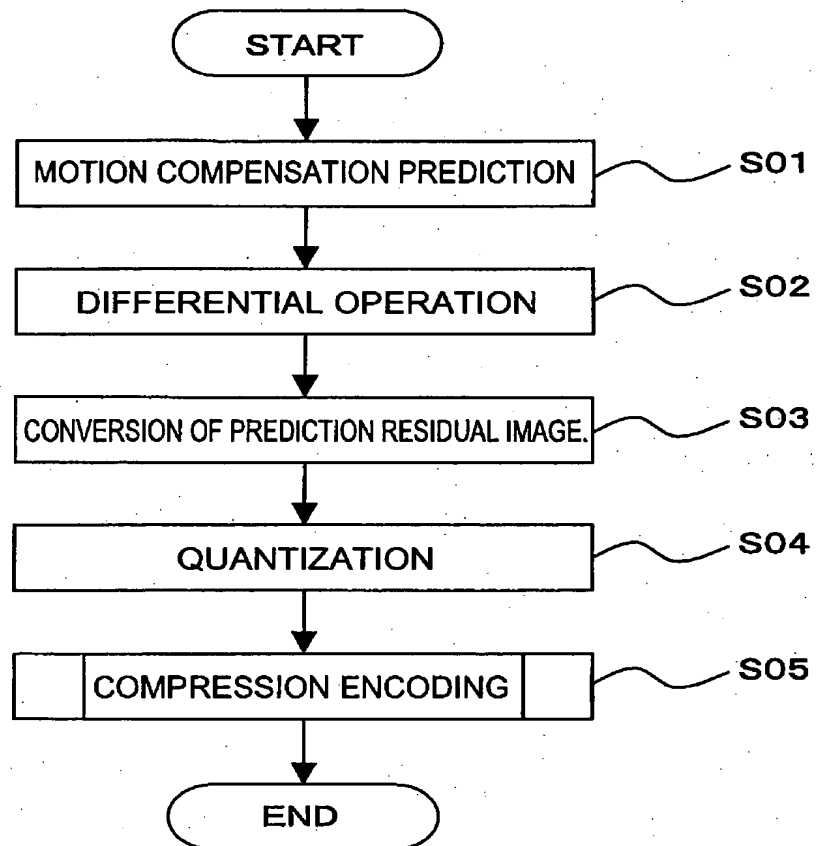 START
MOTION COMPENSATION PREDICTION
S01
DIFFERENTIAL OPERATION
S02
CONVERSION OF PREDICTION RESIDUAL IMAGE.
S03
QUANTIZATION
S04
COMPRESSION ENCODING
S05
END